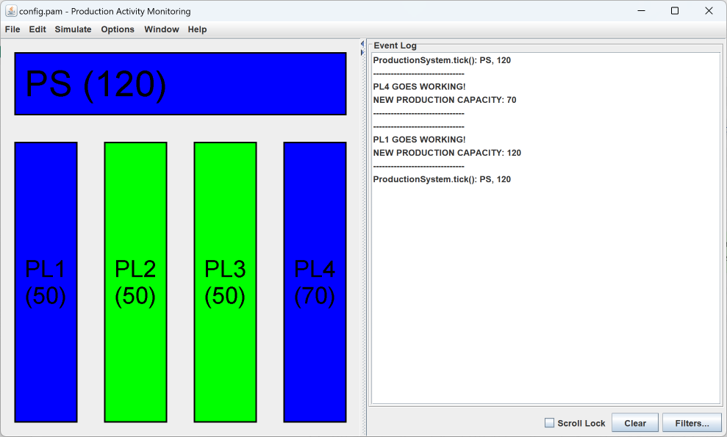 config.pam - Production Activity Monitoring
File Edit Simulate Options Window Help
PS (120)
PL1
(50)
PL2
(50)
PL3
(50)
PL4
(70)
Event Log
ProductionSystem.tick(): PS, 120
-------------------------------
PL4 GOES WORKING!
NEW PRODUCTION CAPACITY: 70
-------------------------------
-------------------------------
PL1 GOES WORKING!
NEW PRODUCTION CAPACITY: 120
-------------------------------
ProductionSystem.tick(): PS, 120
Scroll Lock Clear Filters...